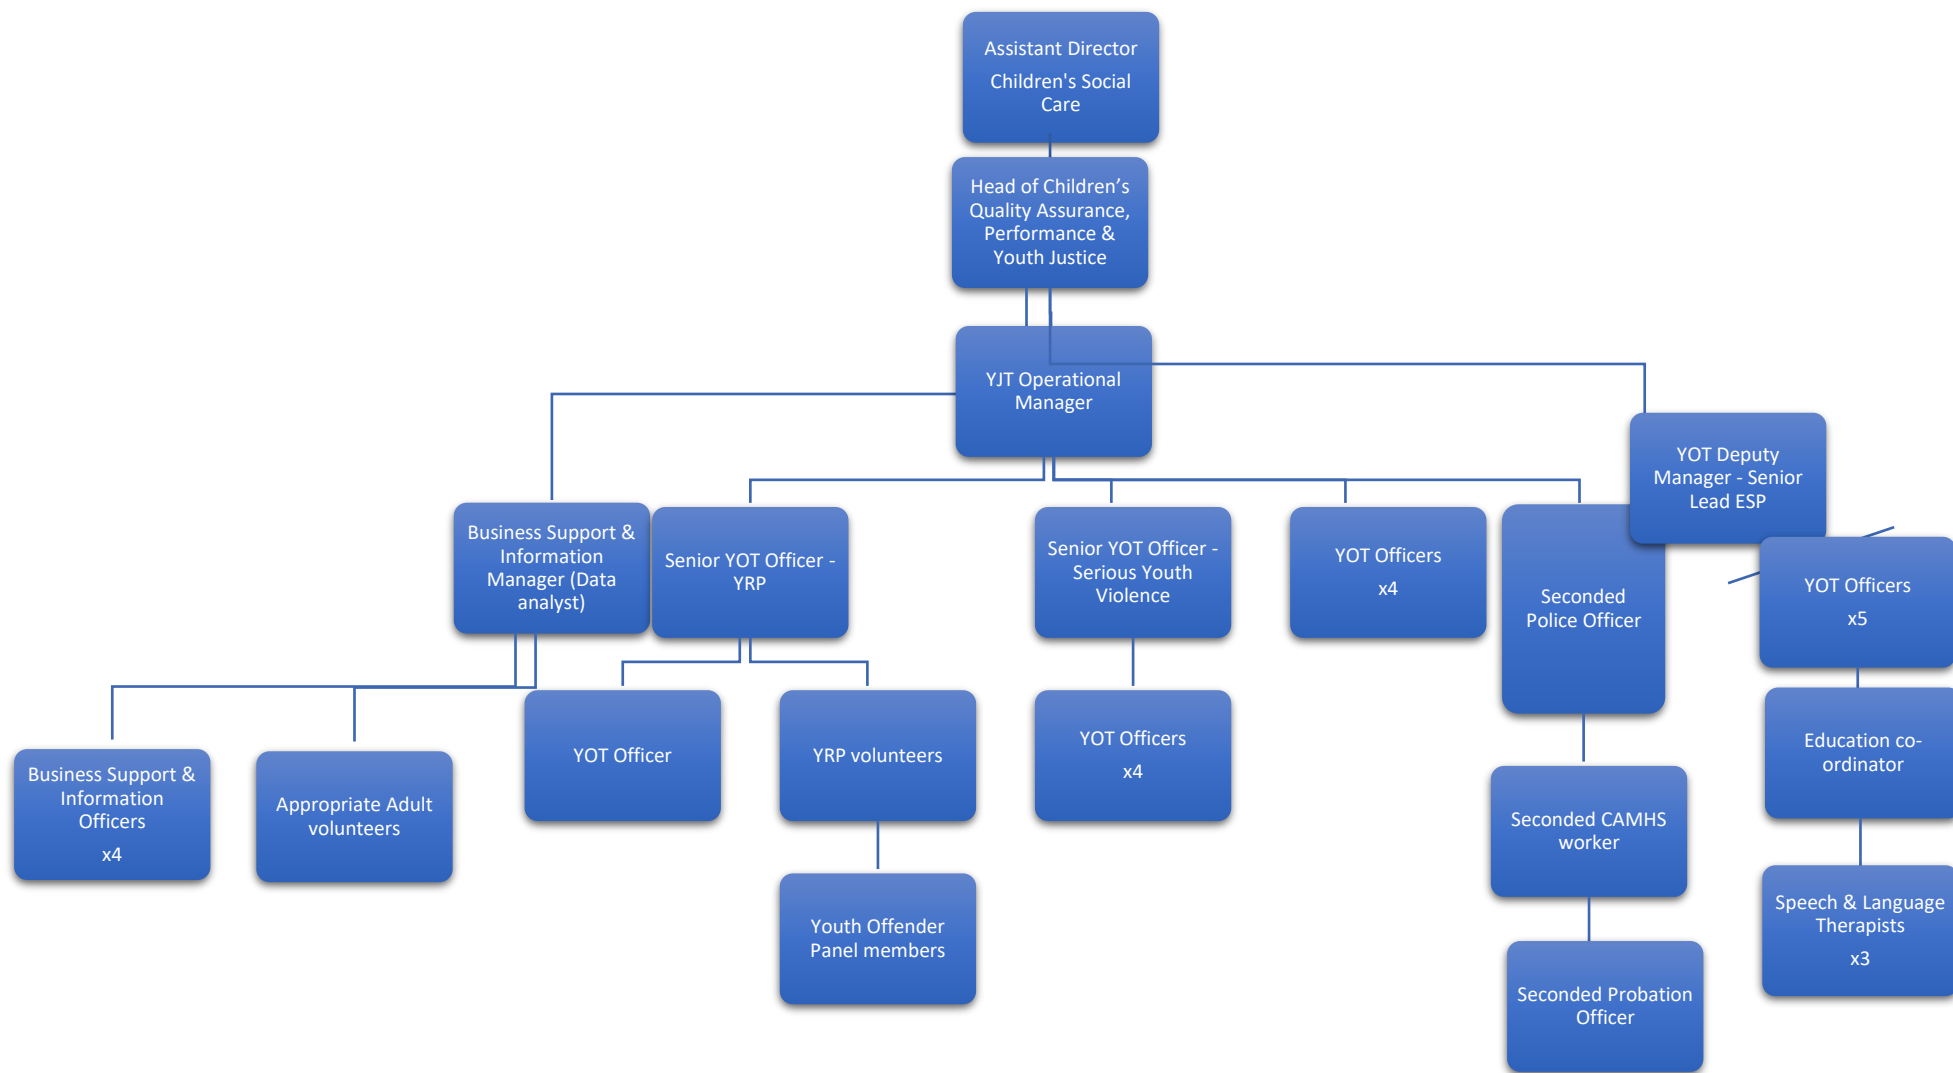 Assistant Director
Children's Social
Care
Head of Children’s
Quality Assurance,
Performance &
Youth Justice
YJT Operational
Manager
YOT Deputy
Manager - Senior
Lead ESP
Business Support &
Information
Manager (Data
analyst)
Senior YOT Officer -
YRP
Senior YOT Officer -
Serious Youth
Violence
YOT Officers
x4
Seconded
Police Officer
YOT Officers
x5
Business Support &
Information
Officers
x4
Appropriate Adult
volunteers
YOT Officer
YRP volunteers
YOT Officers
x4
Education co-
ordinator
Seconded CAMHS
worker
Youth Offender
Panel members
Speech & Language
Therapists
x3
Seconded Probation
Officer